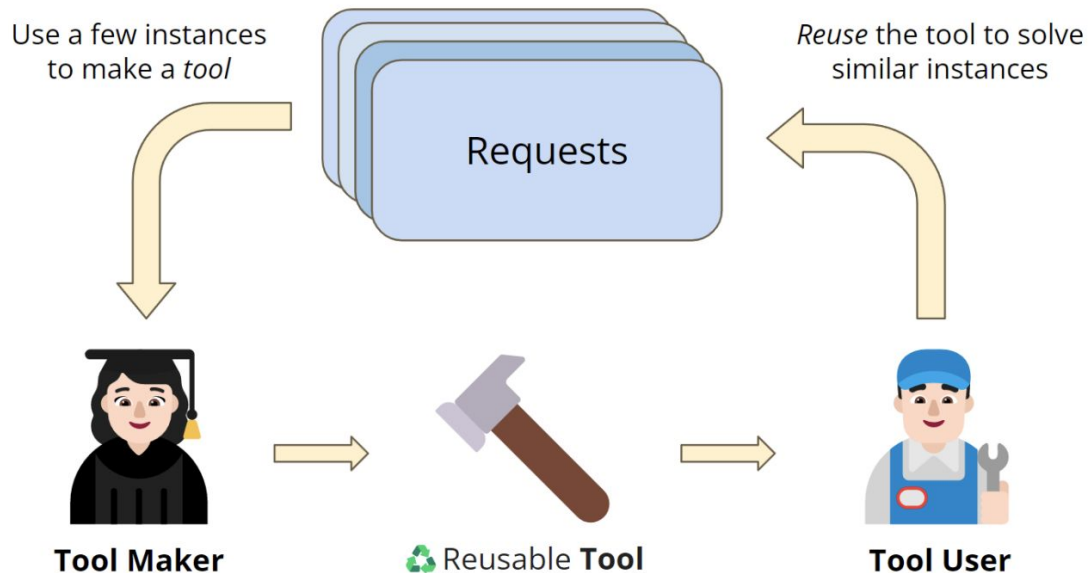 Use a few instances
to make a tool
Reuse the tool to solve
similar instances
Requests
Tool Maker
Reusable Tool
Tool User